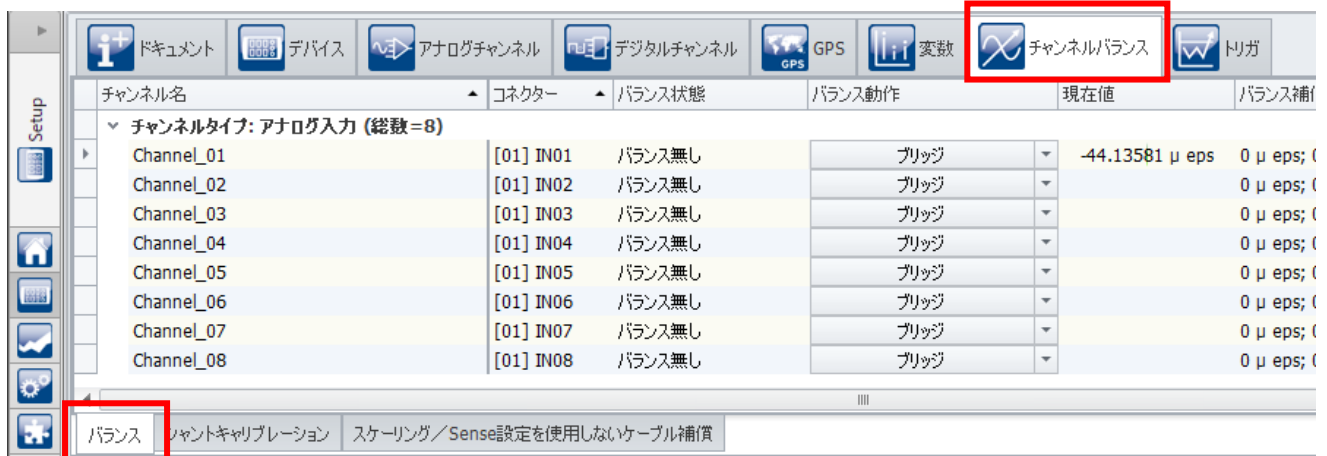 ドキュメント デバイス アナログチャンネル デジタルチャンネル GPS GPS 変数 チャンネルバランス トリガ
Setup
チャンネル名 コネクター バランス状態 バランス動作 現在値
チャンネルタイプ: アナログ入力 (総数=8)
Channel_01 [01] IN01 バランス無し ブリッジ -44.13581 µ eps 0 µ eps;
Channel_02 [01] IN02 バランス無し ブリッジ 0 µ eps;
Channel_03 [01] IN03 バランス無し ブリッジ 0 µ eps;
Channel_04 [01] IN04 バランス無し ブリッジ 0 µ eps;
Channel_05 [01] IN05 バランス無し ブリッジ 0 µ eps;
Channel_06 [01] IN06 バランス無し ブリッジ 0 µ eps;
Channel_07 [01] IN07 バランス無し ブリッジ 0 µ eps;
Channel_08 [01] IN08 バランス無し ブリッジ 0 µ eps;
バランス シャントキャリブレーション スケーリング／Sense設定を使用しないケーブル補償